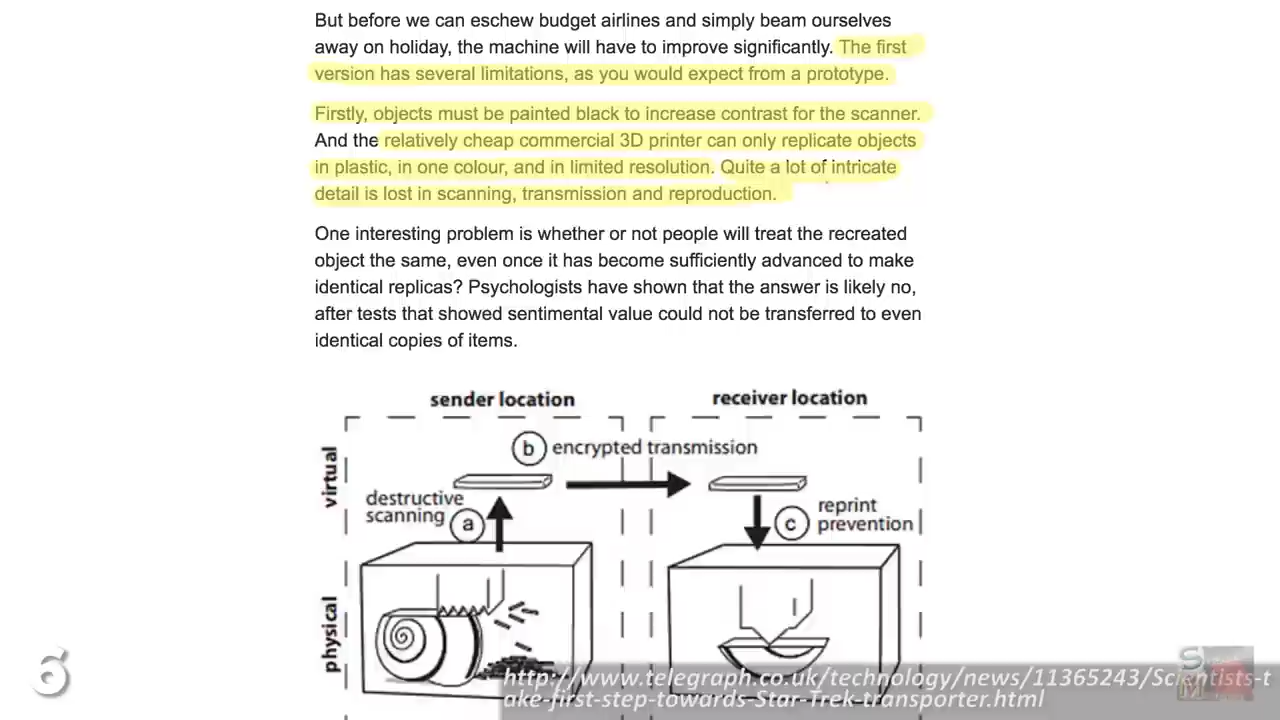 But before we can eschew budget airlines and simply beam ourselves
away on holiday, the machine will have to improve significantly. The first
version has several limitations, as you would expect from a prototype.
Firstly, objects must be painted black to increase contrast for the scanner.
And the relatively cheap commercial 3D printer can only replicate objects
in plastic, in one colour, and in limited resolution. Quite a lot of intricate
detail is lost in scanning, transmission and reproduction.
One interesting problem is whether or not people will treat the recreated
object the same, even once it has become sufficiently advanced to make
identical replicas? Psychologists have shown that the answer is likely no,
after tests that showed sentimental value could not be transferred to even
identical copies of items.
sender location
receiver location
virtual
b encrypted transmission
destructive
scanning a
c reprint
prevention
physical
6
http://www.telegraph.co.uk/technology/news/11365243/Scientists-t
ake-first-step-towards-Star-Trek-transporter.html